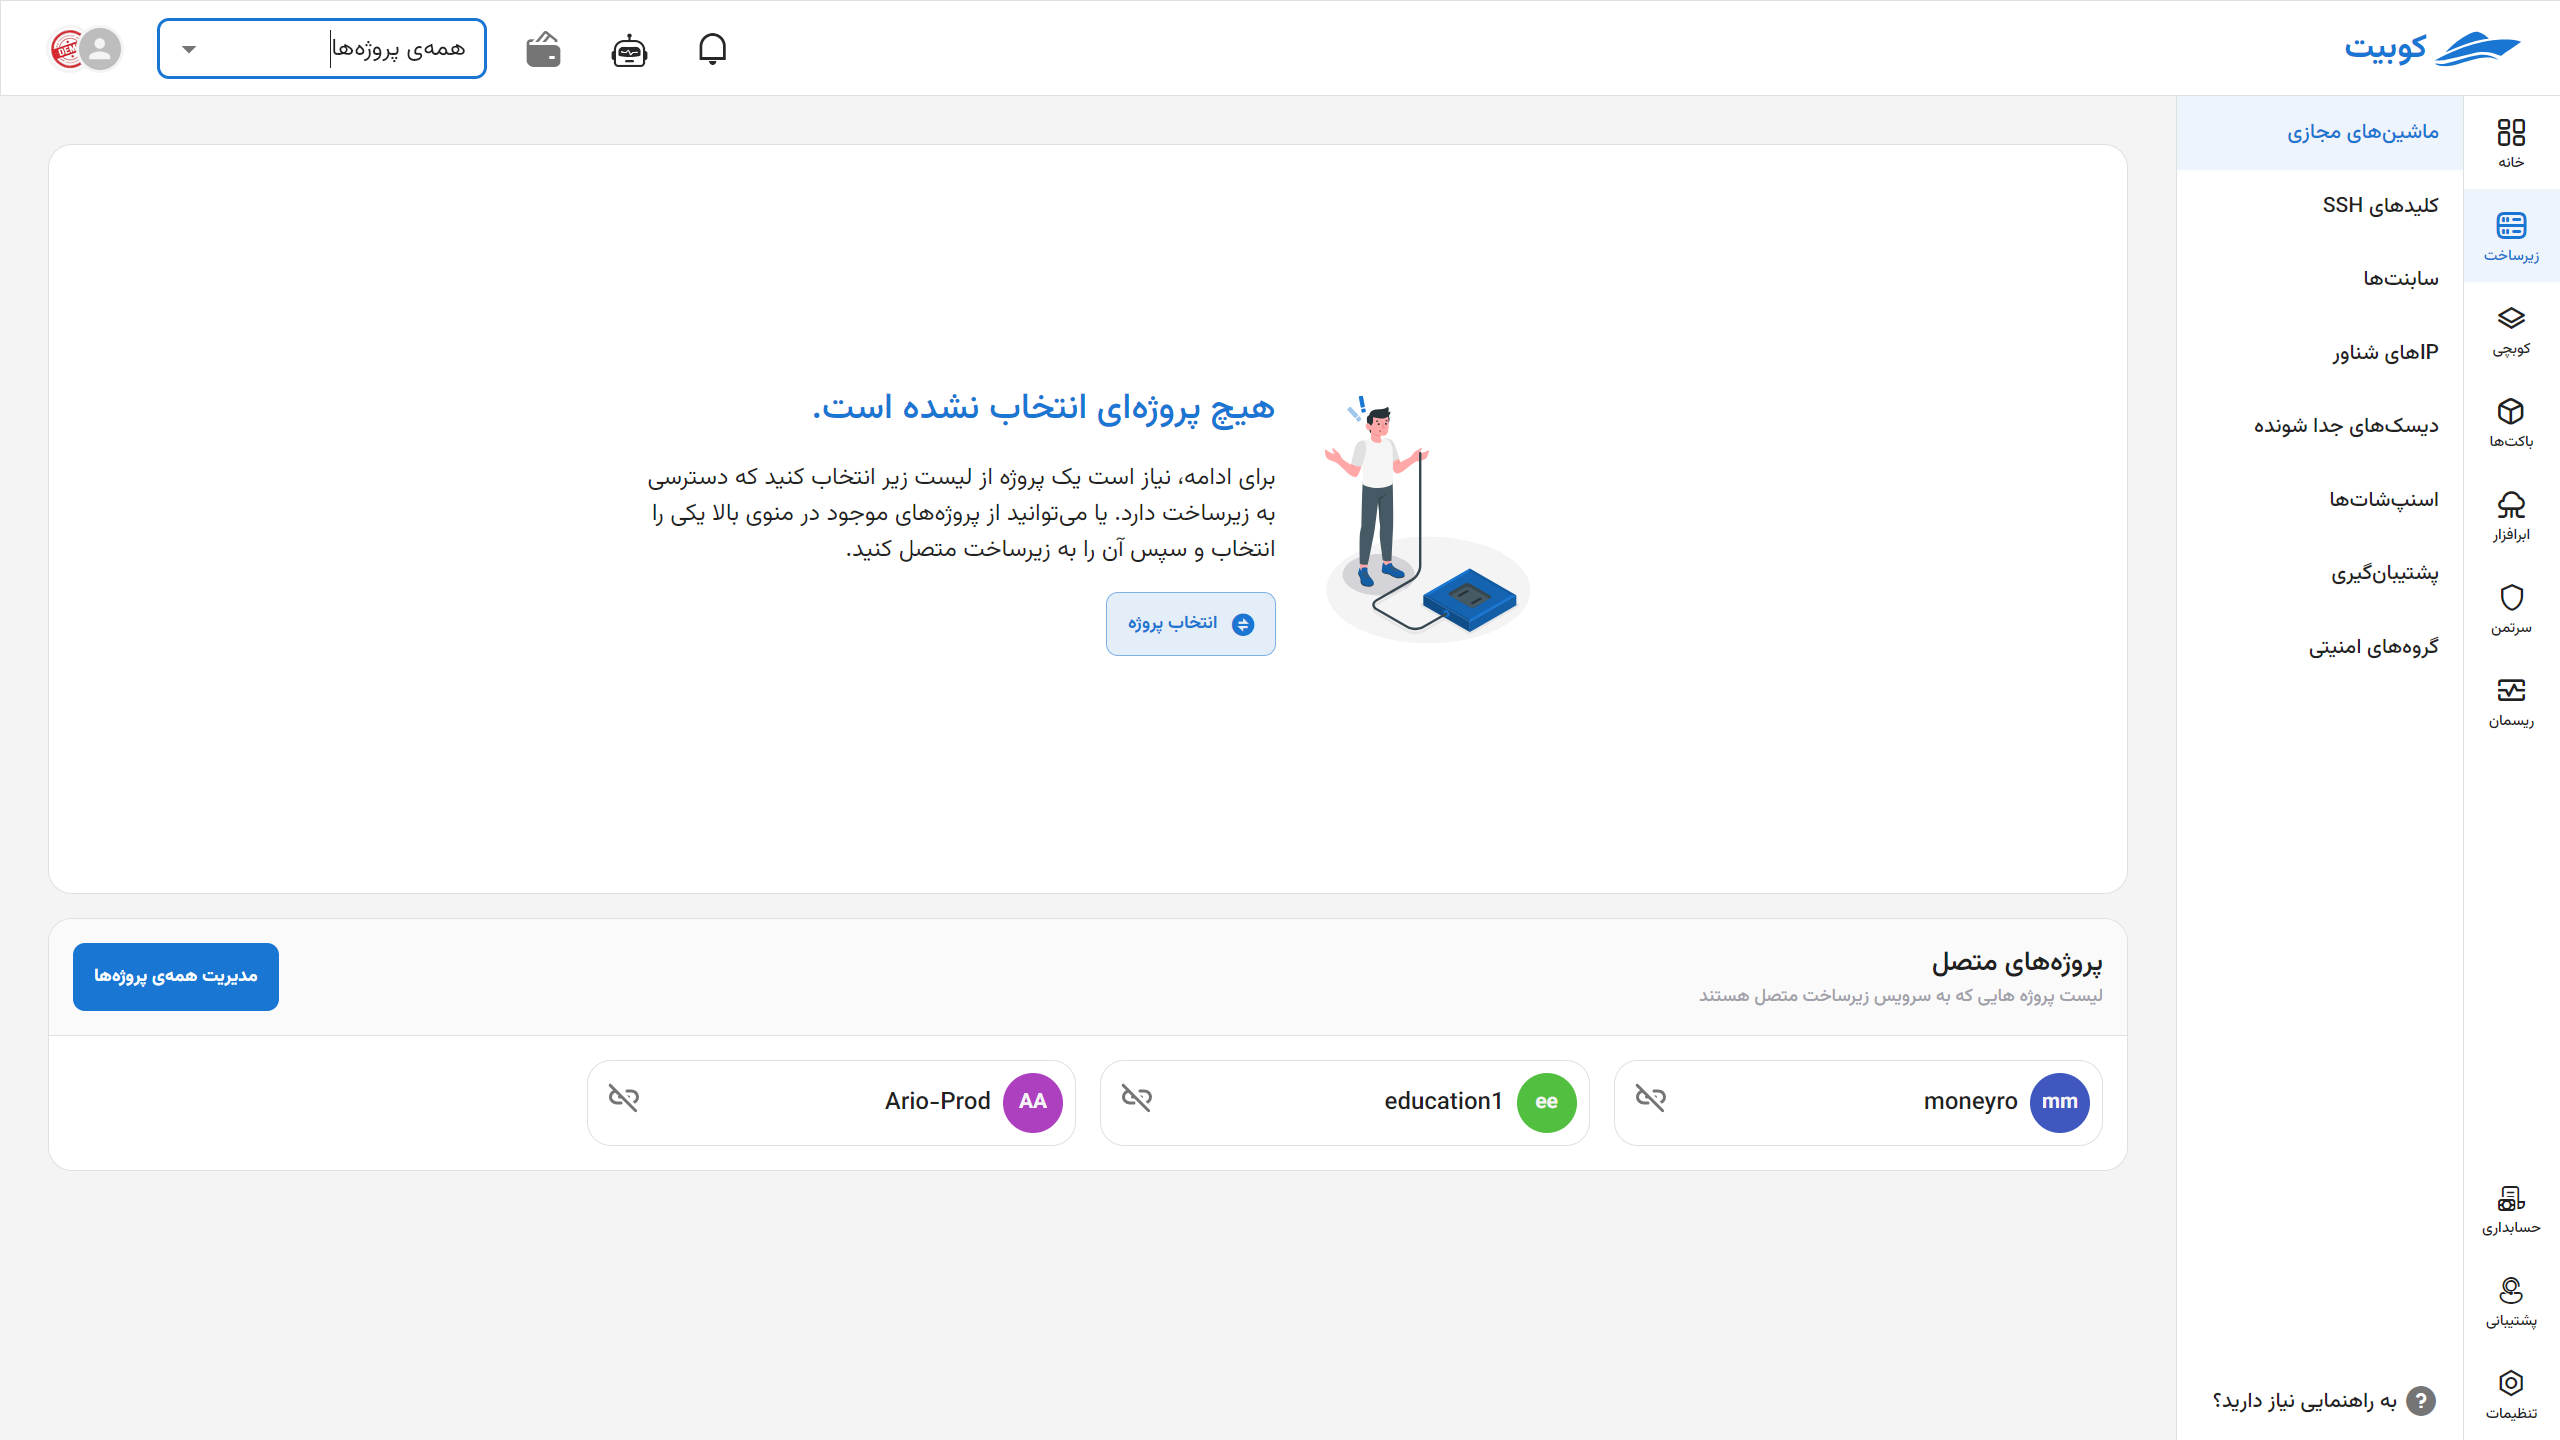 کوبیت
همه‌ی پروژه‌ها
DEMO
خانه
زیرساخت
کوبچی
باکت‌ها
ابرافزار
سرتمن
ریسمان
حسابداری
پشتیبانی
تنظیمات
ماشین‌های مجازی
کلیدهای SSH
سابنت‌ها
IPهای شناور
دیسک‌های جدا شونده
اسنپ‌شات‌ها
پشتیبان‌گیری
گروه‌های امنیتی
به راهنمایی نیاز دارید؟
هیچ پروژه‌ای انتخاب نشده است.
برای ادامه، نیاز است یک پروژه از لیست زیر انتخاب کنید که دسترسی
به زیرساخت دارد. یا می‌توانید از پروژه‌های موجود در منوی بالا یکی را
انتخاب و سپس آن را به زیرساخت متصل کنید.
انتخاب پروژه
پروژه‌های متصل
لیست پروژه هایی که به سرویس زیرساخت متصل هستند
مدیریت همه‌ی پروژه‌ها
mm moneyro
ee education1
AA Ario-Prod